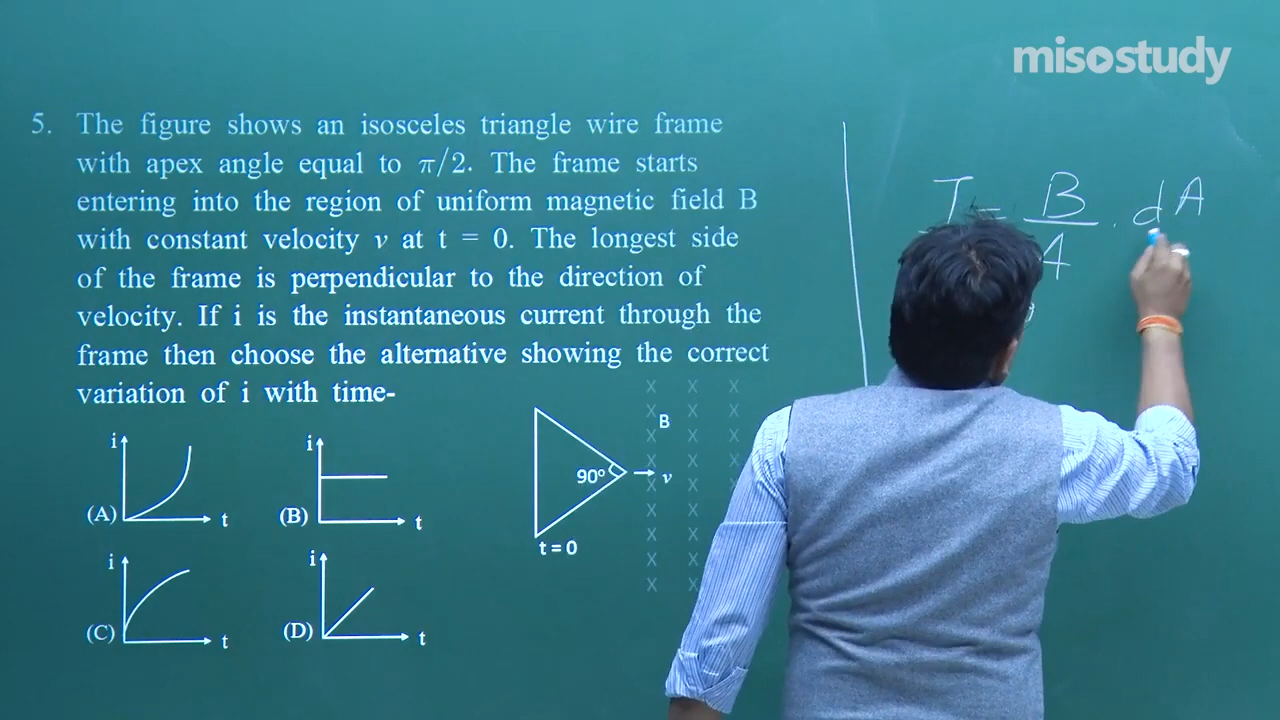 misostudy
5. The figure shows an isosceles triangle wire frame
with apex angle equal to π/2. The frame starts
entering into the region of uniform magnetic field B
with constant velocity v at t = 0. The longest side
of the frame is perpendicular to the direction of
velocity. If i is the instantaneous current through the
frame then choose the alternative showing the correct
variation of i with time-
(A) i t
(B) i t
(C) i t
(D) i t
90° v
B
t = 0
x x x
x x
x x x
x x x
x x x
x x
x x
x x
x x
I = B/4 . dA